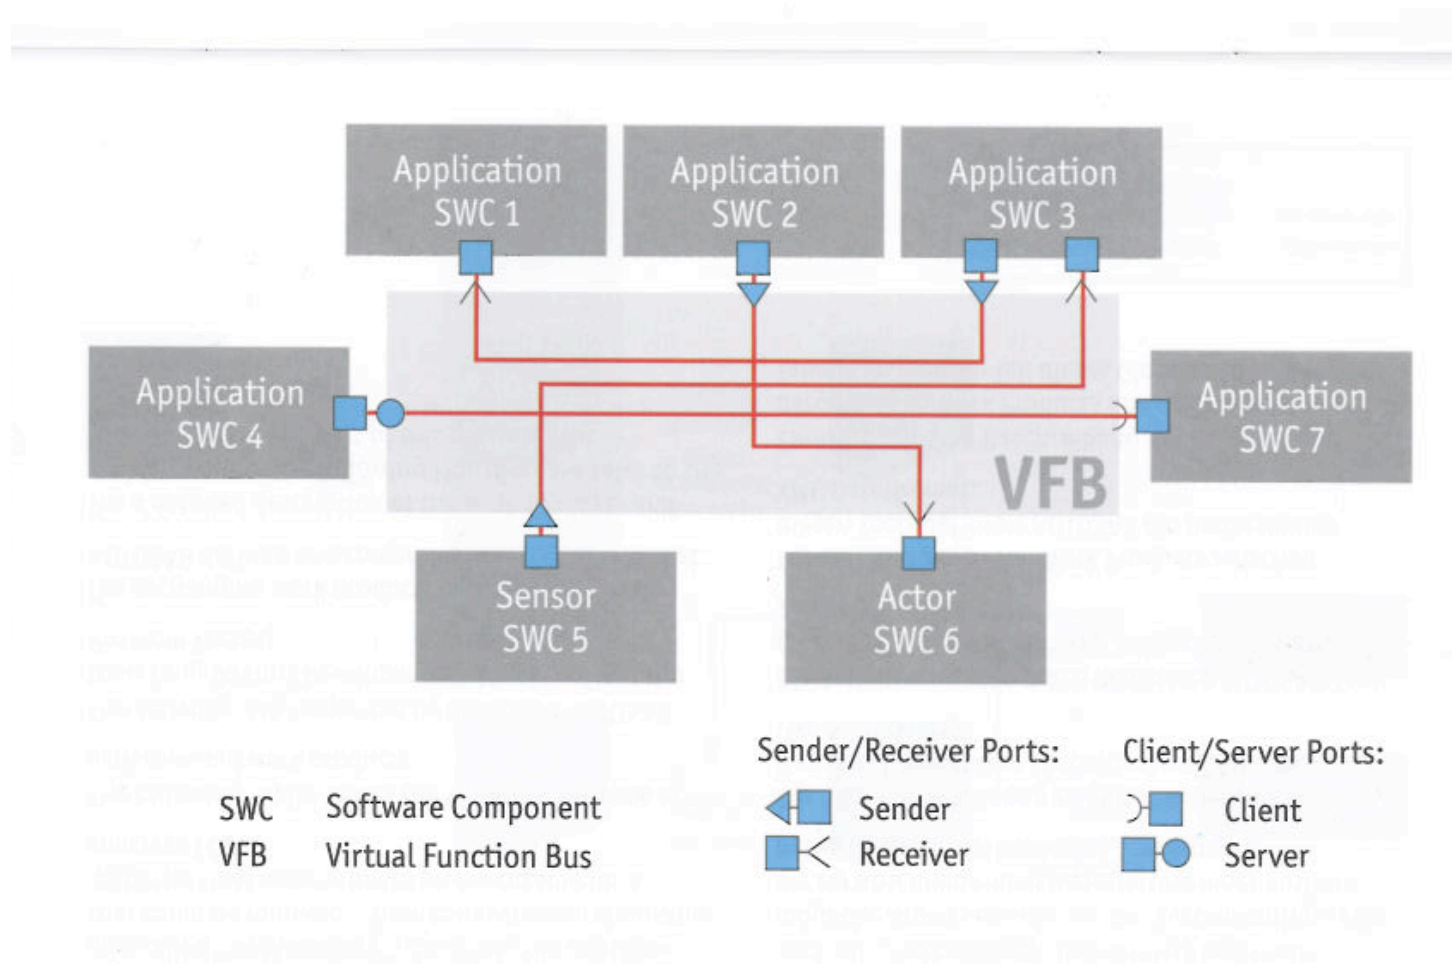 Application
SWC 1
Application
SWC 2
Application
SWC 3
Application
SWC 4
Application
SWC 7
VFB
Sensor
SWC 5
Actor
SWC 6
Sender/Receiver Ports:
Client/Server Ports:
SWC Software Component
Sender
Client
VFB Virtual Function Bus
Receiver
Server